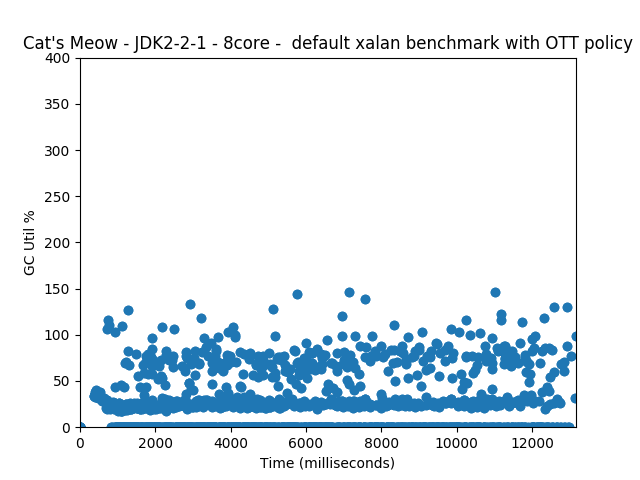 Cat's Meow - JDK2-2-1 - 8core -  default xalan benchmark with OTT policy
400
350
300
250
200
150
100
50
0
GC Util %
0 2000 4000 6000 8000 10000 12000
Time (milliseconds)